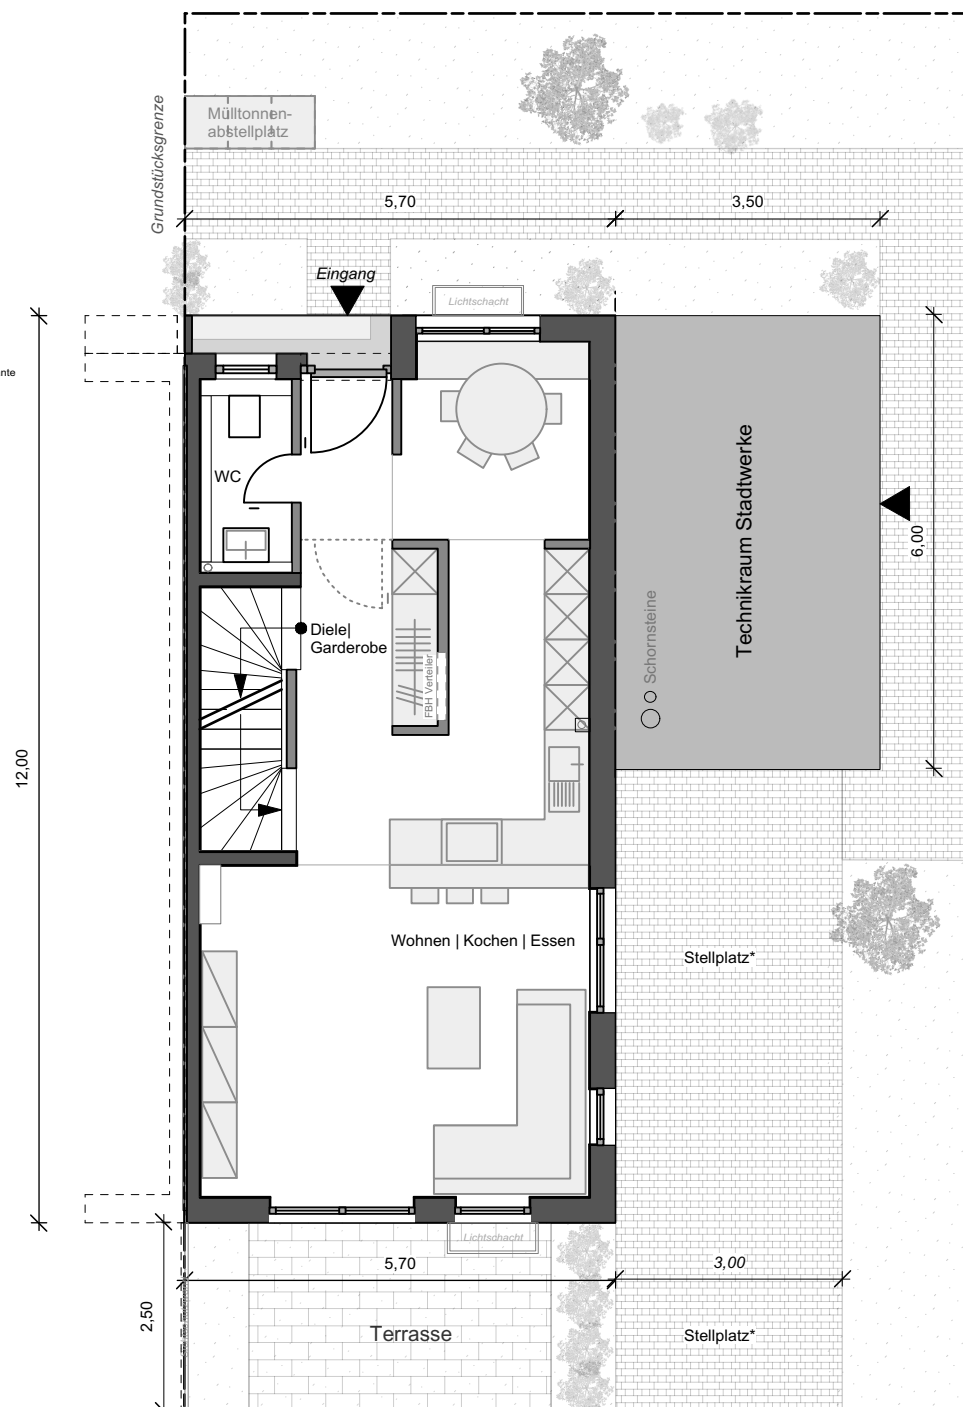 Grundstücksgrenze
Mülltonnen-
abstellplatz
5,70
3,50
Eingang
Lichtschacht
nte
WC
Technikraum Stadtwerke
6,00
Diele|
Garderobe
Schornsteine
FBH Verteiler
12,00
Wohnen | Kochen | Essen
Stellplatz*
Lichtschacht
5,70
3,00
2,50
Terrasse
Stellplatz*